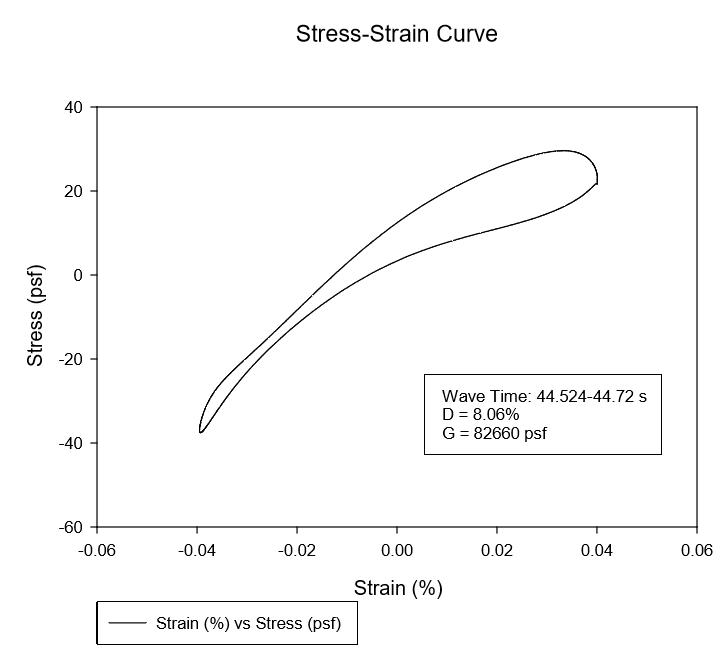 Stress-Strain Curve
40
20
0
-20
-40
-60
Stress (psf)
Wave Time: 44.524-44.72 s
D = 8.06%
G = 82660 psf
-0.06 -0.04 -0.02 0.00 0.02 0.04 0.06
Strain (%)
Strain (%) vs Stress (psf)